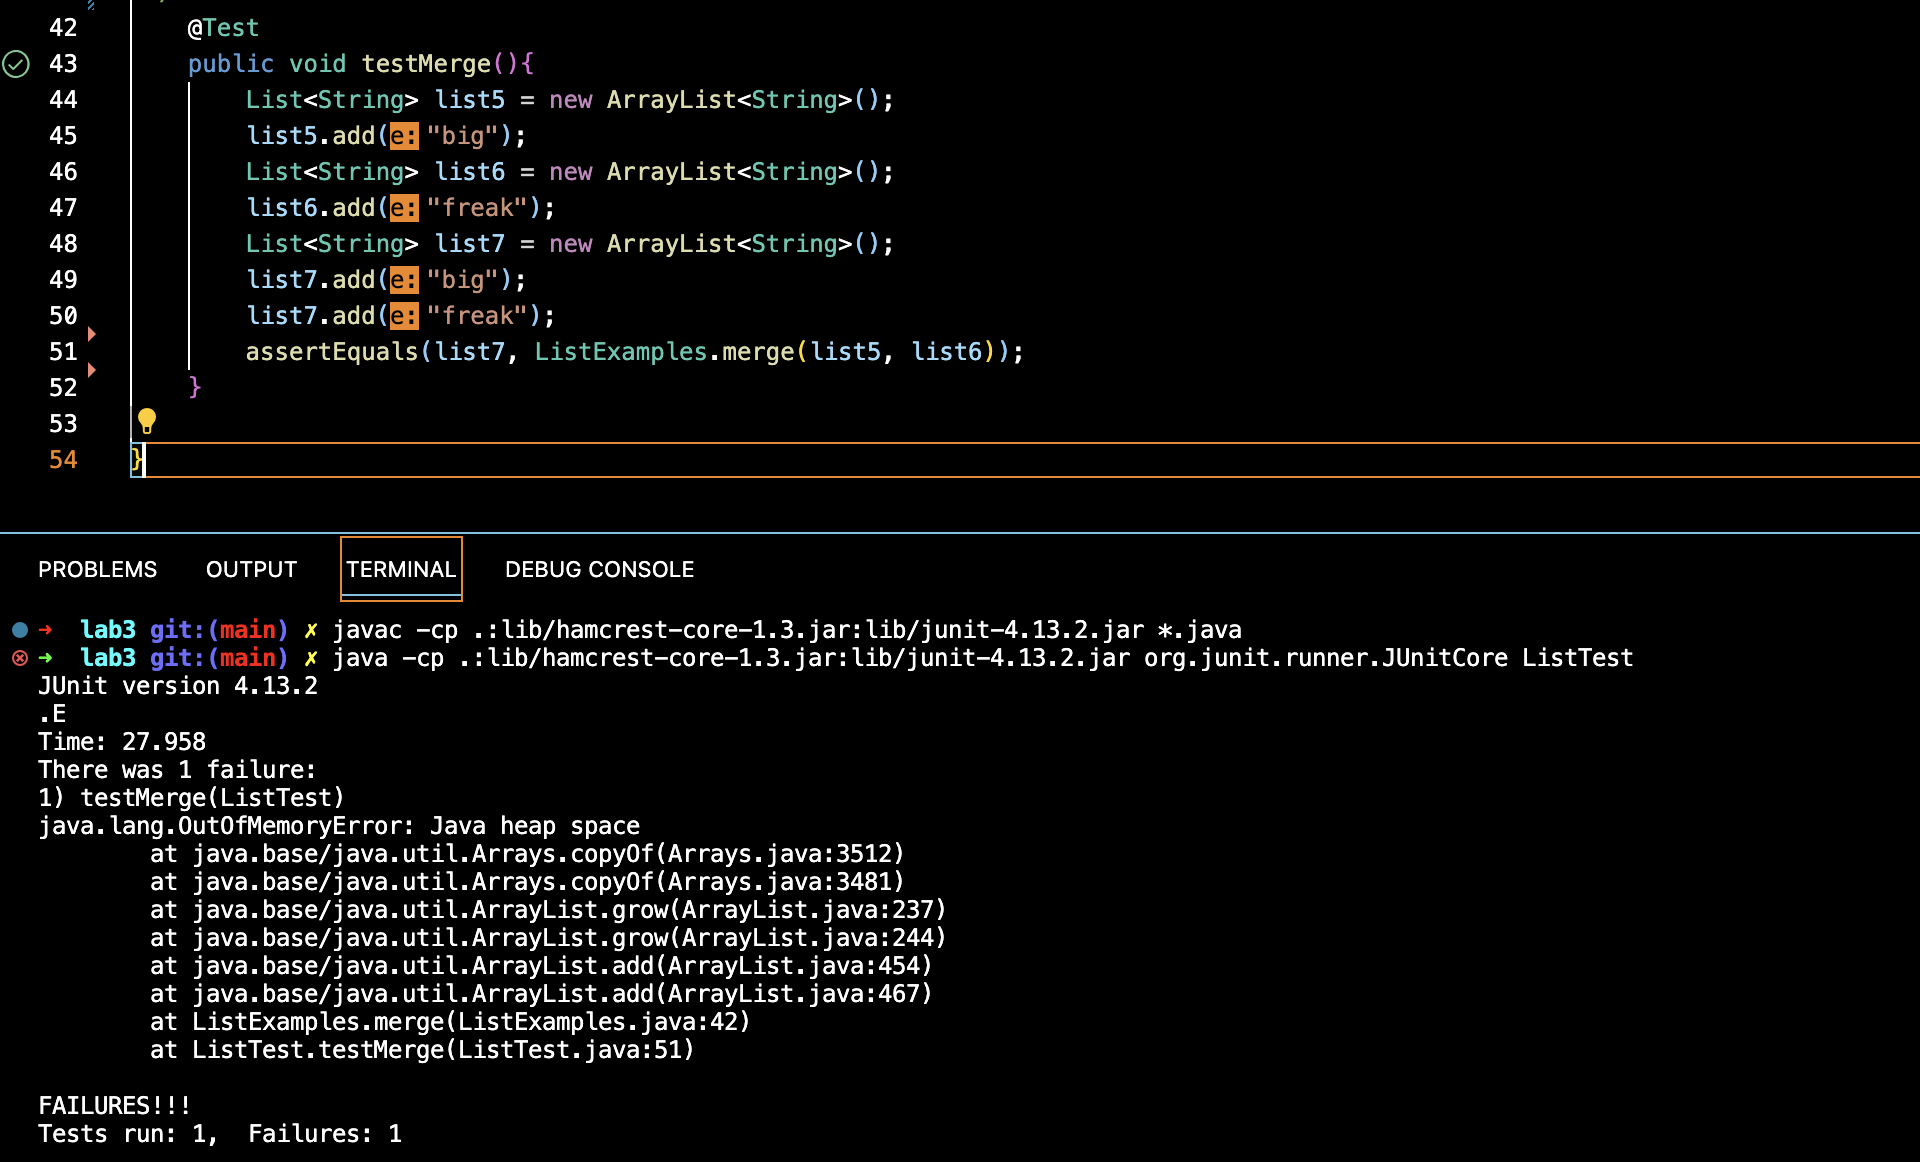 42 @Test
43 public void testMerge(){
44 List<String> list5 = new ArrayList<String>();
45 list5.add(e: "big");
46 List<String> list6 = new ArrayList<String>();
47 list6.add(e: "freak");
48 List<String> list7 = new ArrayList<String>();
49 list7.add(e: "big");
50 list7.add(e: "freak");
51 assertEquals(list7, ListExamples.merge(list5, list6));
52 }
53
54 }
PROBLEMS OUTPUT TERMINAL DEBUG CONSOLE
➜ lab3 git:(main) ✗ javac -cp .:lib/hamcrest-core-1.3.jar:lib/junit-4.13.2.jar *.java
➜ lab3 git:(main) ✗ java -cp .:lib/hamcrest-core-1.3.jar:lib/junit-4.13.2.jar org.junit.runner.JUnitCore ListTest
JUnit version 4.13.2
.E
Time: 27.958
There was 1 failure:
1) testMerge(ListTest)
java.lang.OutOfMemoryError: Java heap space
at java.base/java.util.Arrays.copyOf(Arrays.java:3512)
at java.base/java.util.Arrays.copyOf(Arrays.java:3481)
at java.base/java.util.ArrayList.grow(ArrayList.java:237)
at java.base/java.util.ArrayList.grow(ArrayList.java:244)
at java.base/java.util.ArrayList.add(ArrayList.java:454)
at java.base/java.util.ArrayList.add(ArrayList.java:467)
at ListExamples.merge(ListExamples.java:42)
at ListTest.testMerge(ListTest.java:51)
FAILURES!!!
Tests run: 1,  Failures: 1